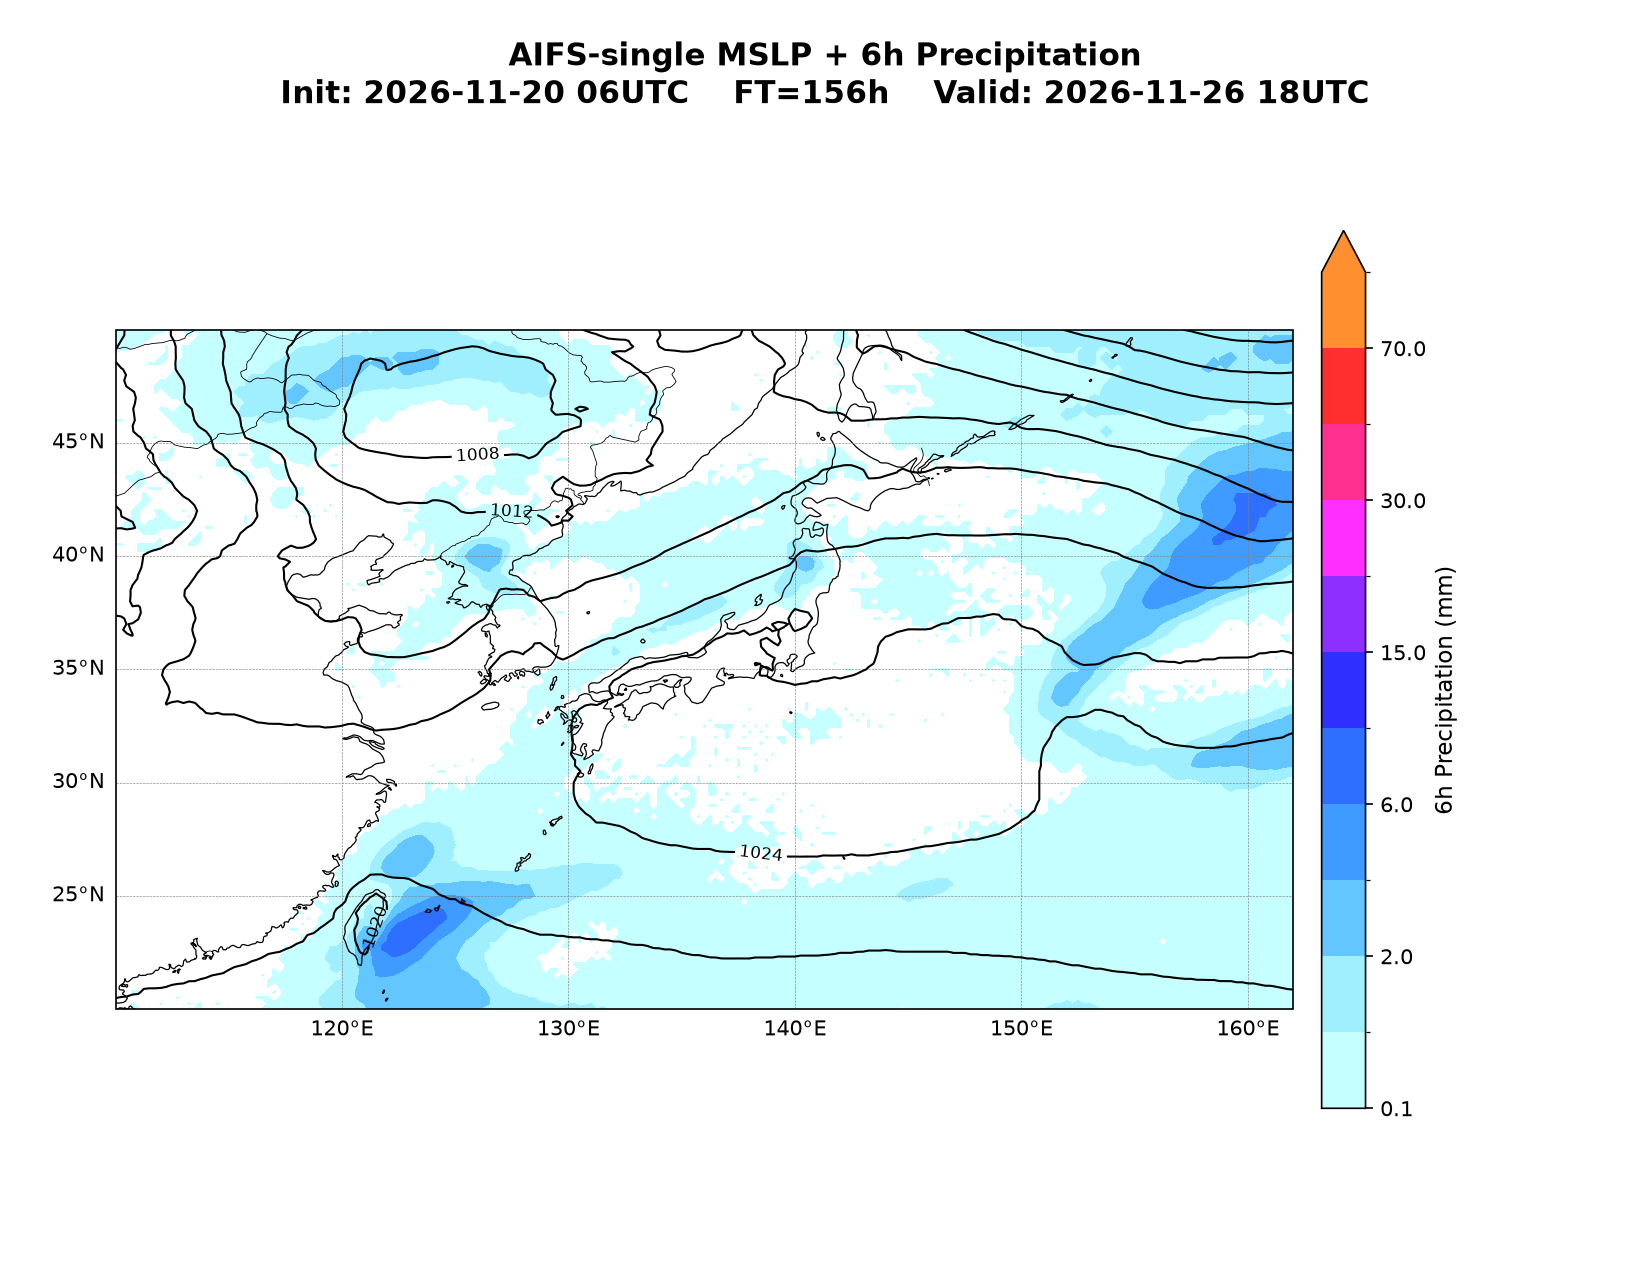 AIFS-single MSLP + 6h Precipitation
Init: 2026-11-20 06UTC    FT=156h    Valid: 2026-11-26 18UTC
45°N
40°N
35°N
30°N
25°N
120°E
130°E
140°E
150°E
160°E
1008
1012
1024
1020
70.0
30.0
15.0
6.0
2.0
0.1
6h Precipitation (mm)